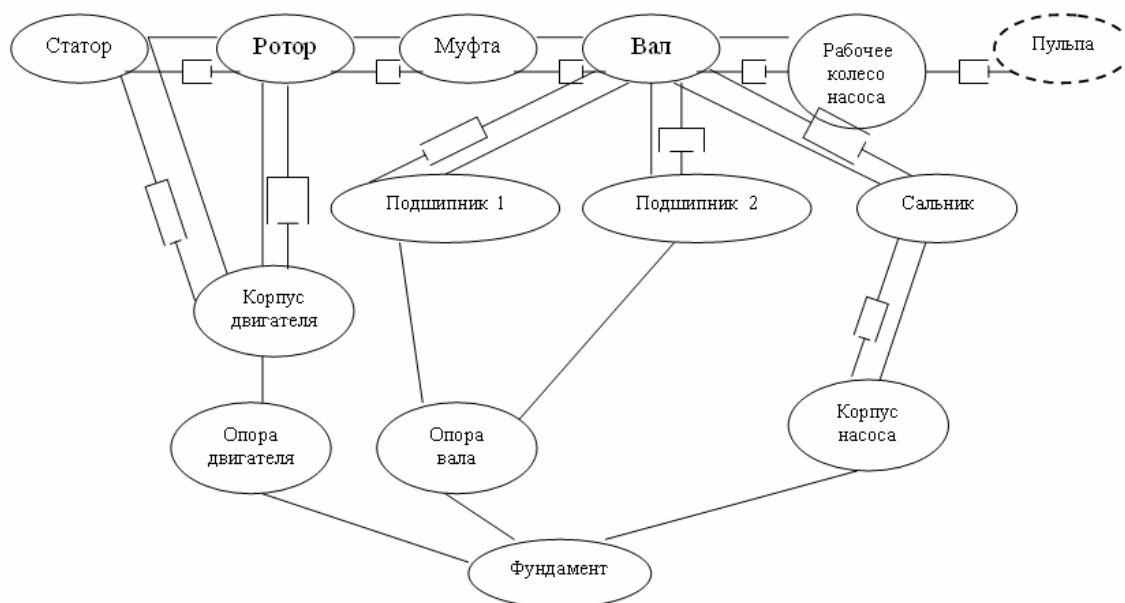 Статор
Ротор
Муфта
Вал
Рабочее
колесо
насоса
Пульпа
Подшипник 1
Подшипник 2
Сальник
Корпус
двигателя
Опора
двигателя
Опора
вала
Корпус
насоса
Фундамент